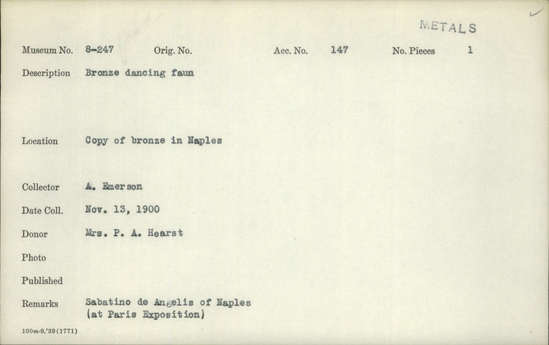 METALS
Museum No. 8-247 Orig. No. Acc. No. 147 No. Pieces 1
Description Bronze dancing faun
Location Copy of bronze in Naples
Collector A. Emerson
Date Coll. Nov. 13, 1900
Donor Mrs. P. A. Hearst
Photo
Published
Remarks Sabatino de Angelis of Naples
(at Paris Exposition)
100m-9,'39(1771)